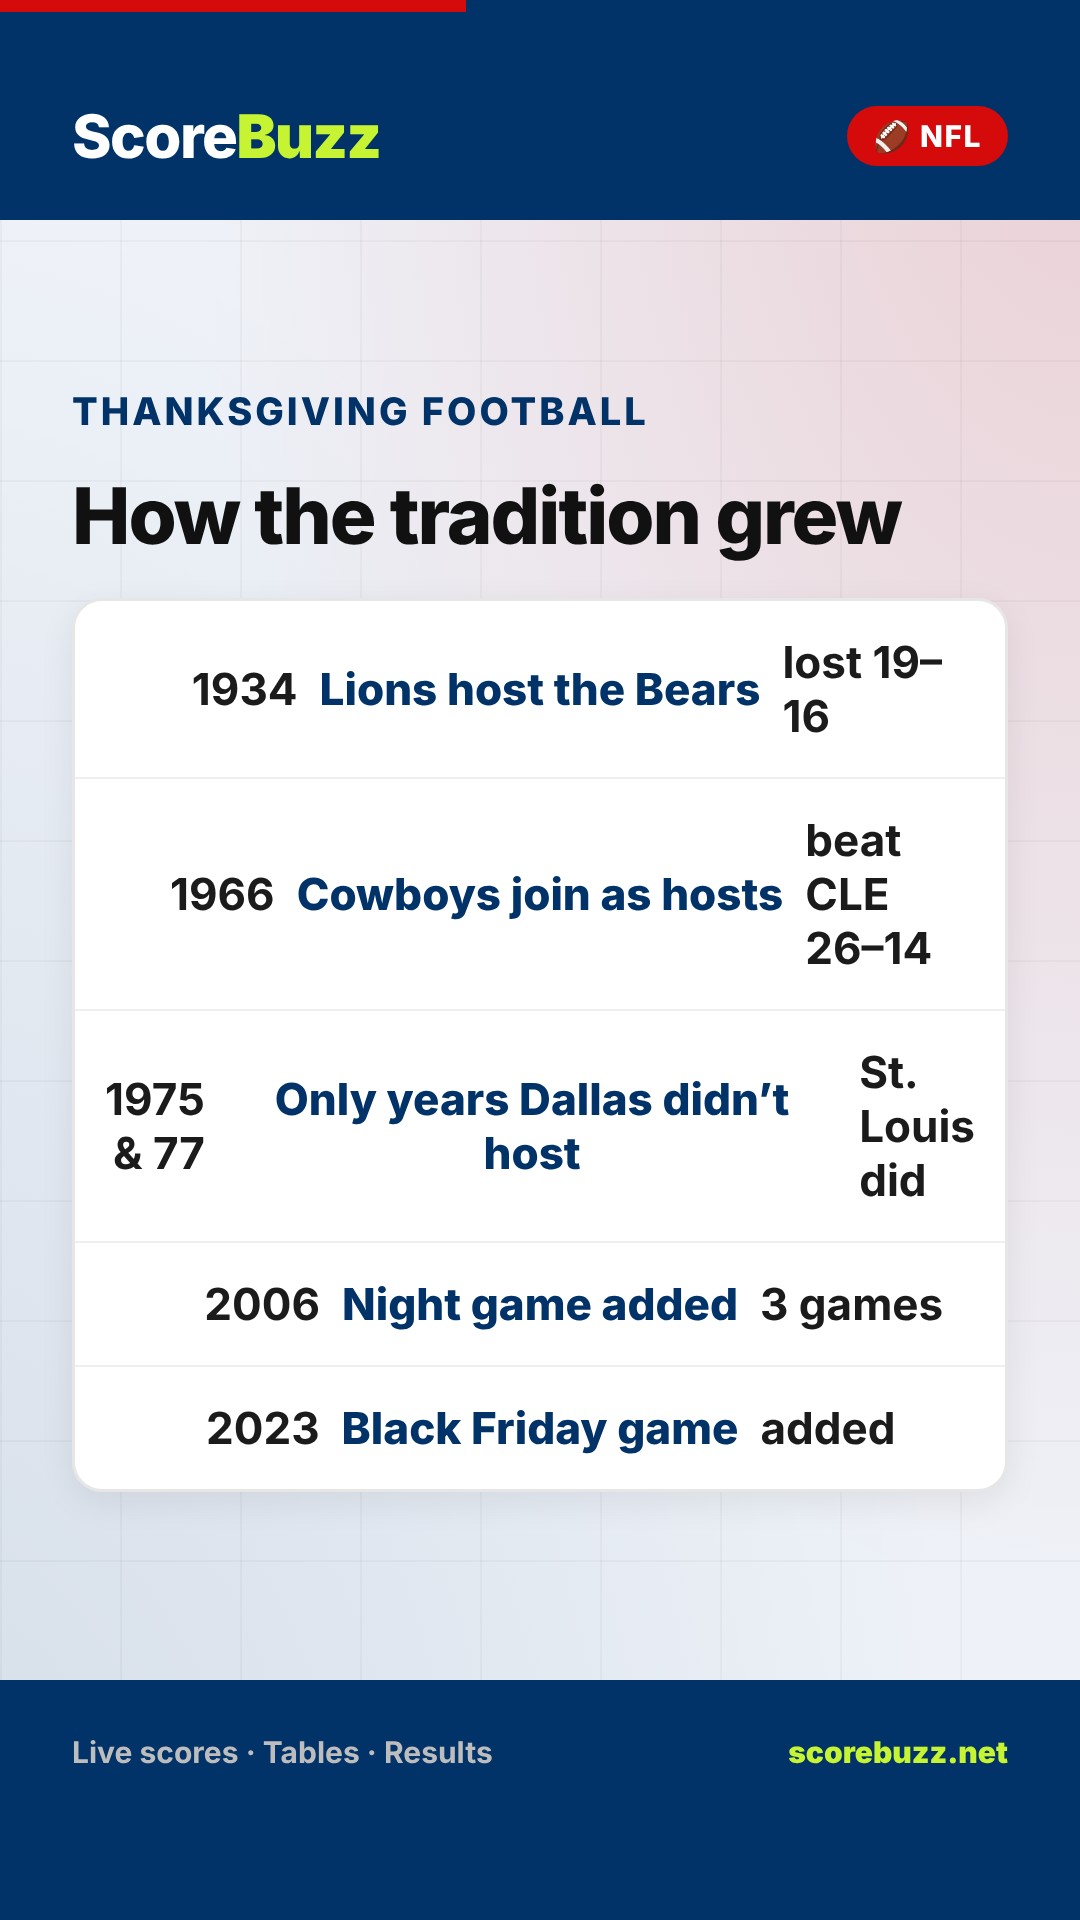 ScoreBuzz
🏈 NFL
THANKSGIVING FOOTBALL
How the tradition grew
1934 Lions host the Bears lost 19–
16
1966 Cowboys join as hosts beat
CLE
26–14
1975
& 77
Only years Dallas didn’t
host
St.
Louis
did
2006 Night game added 3 games
2023 Black Friday game added
Live scores · Tables · Results
scorebuzz.net